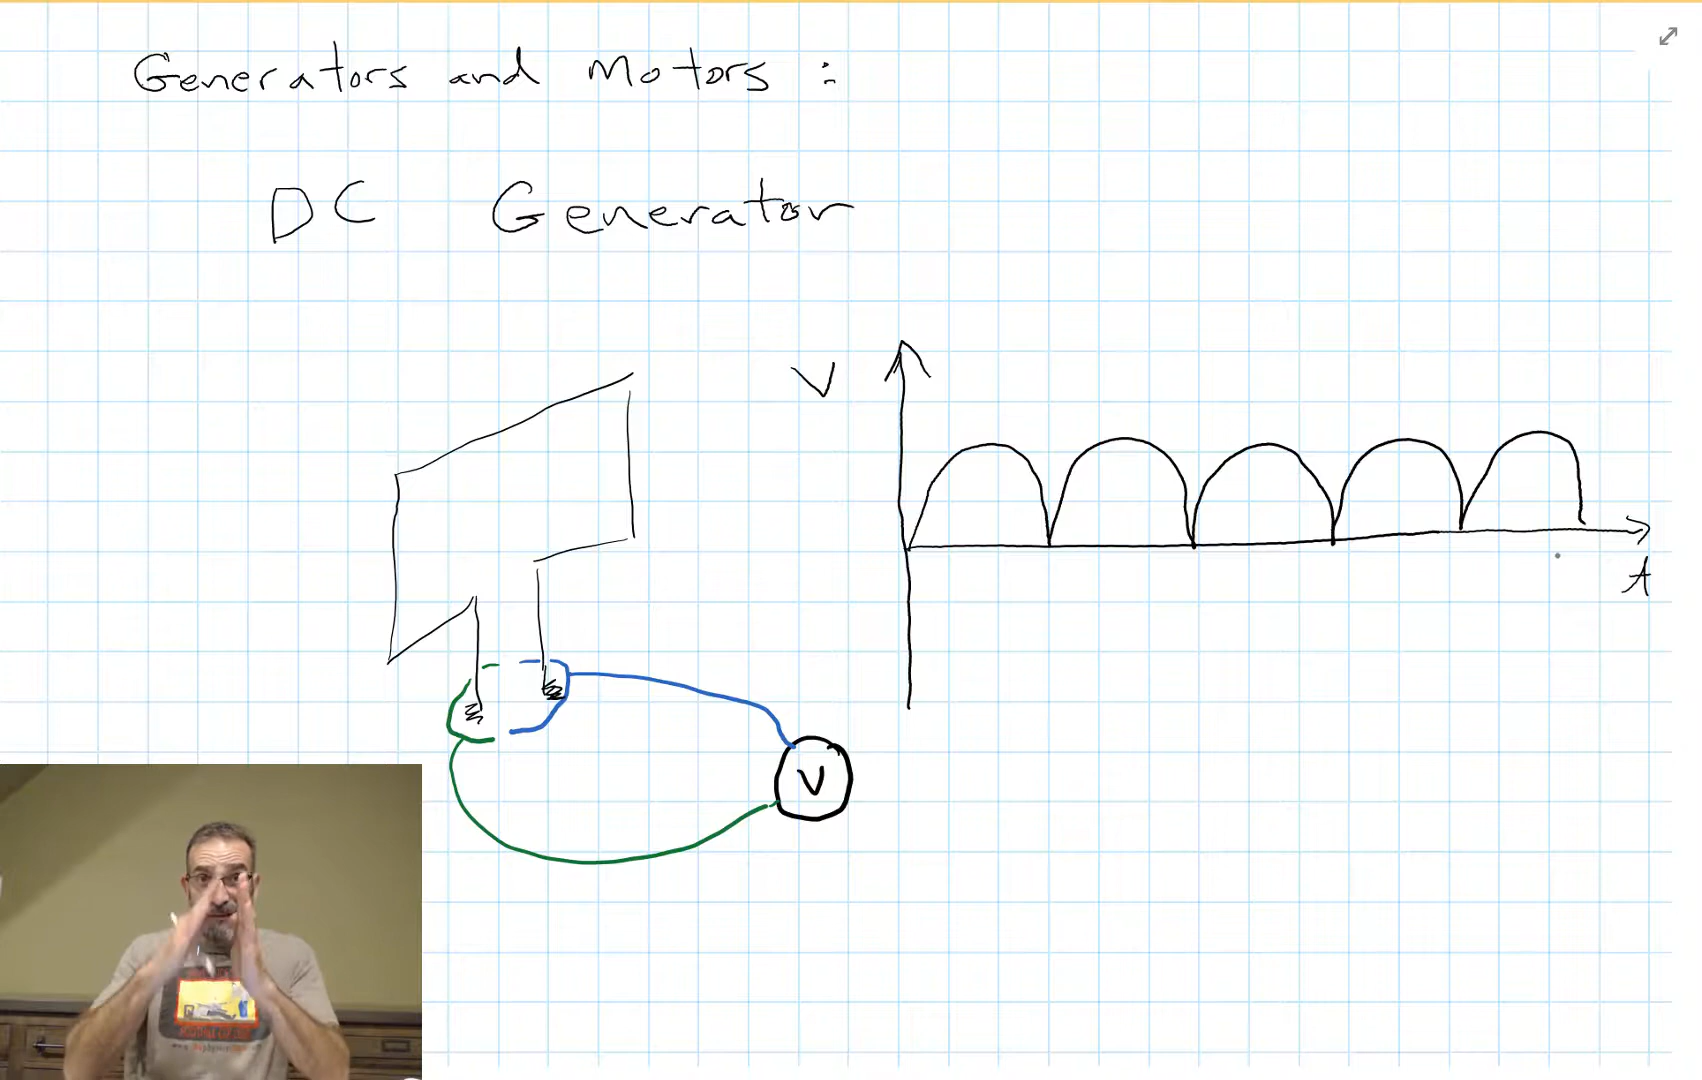 Generators and Motors :
DC Generator
V
t
V